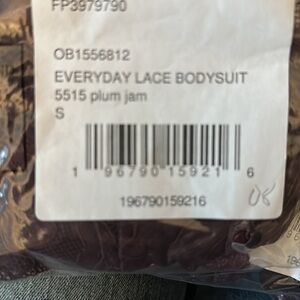 FP3979790
OB1556812
EVERYDAY LACE BODYSUIT
5515 plum jam
S
1 96790 15921 6
196790159216